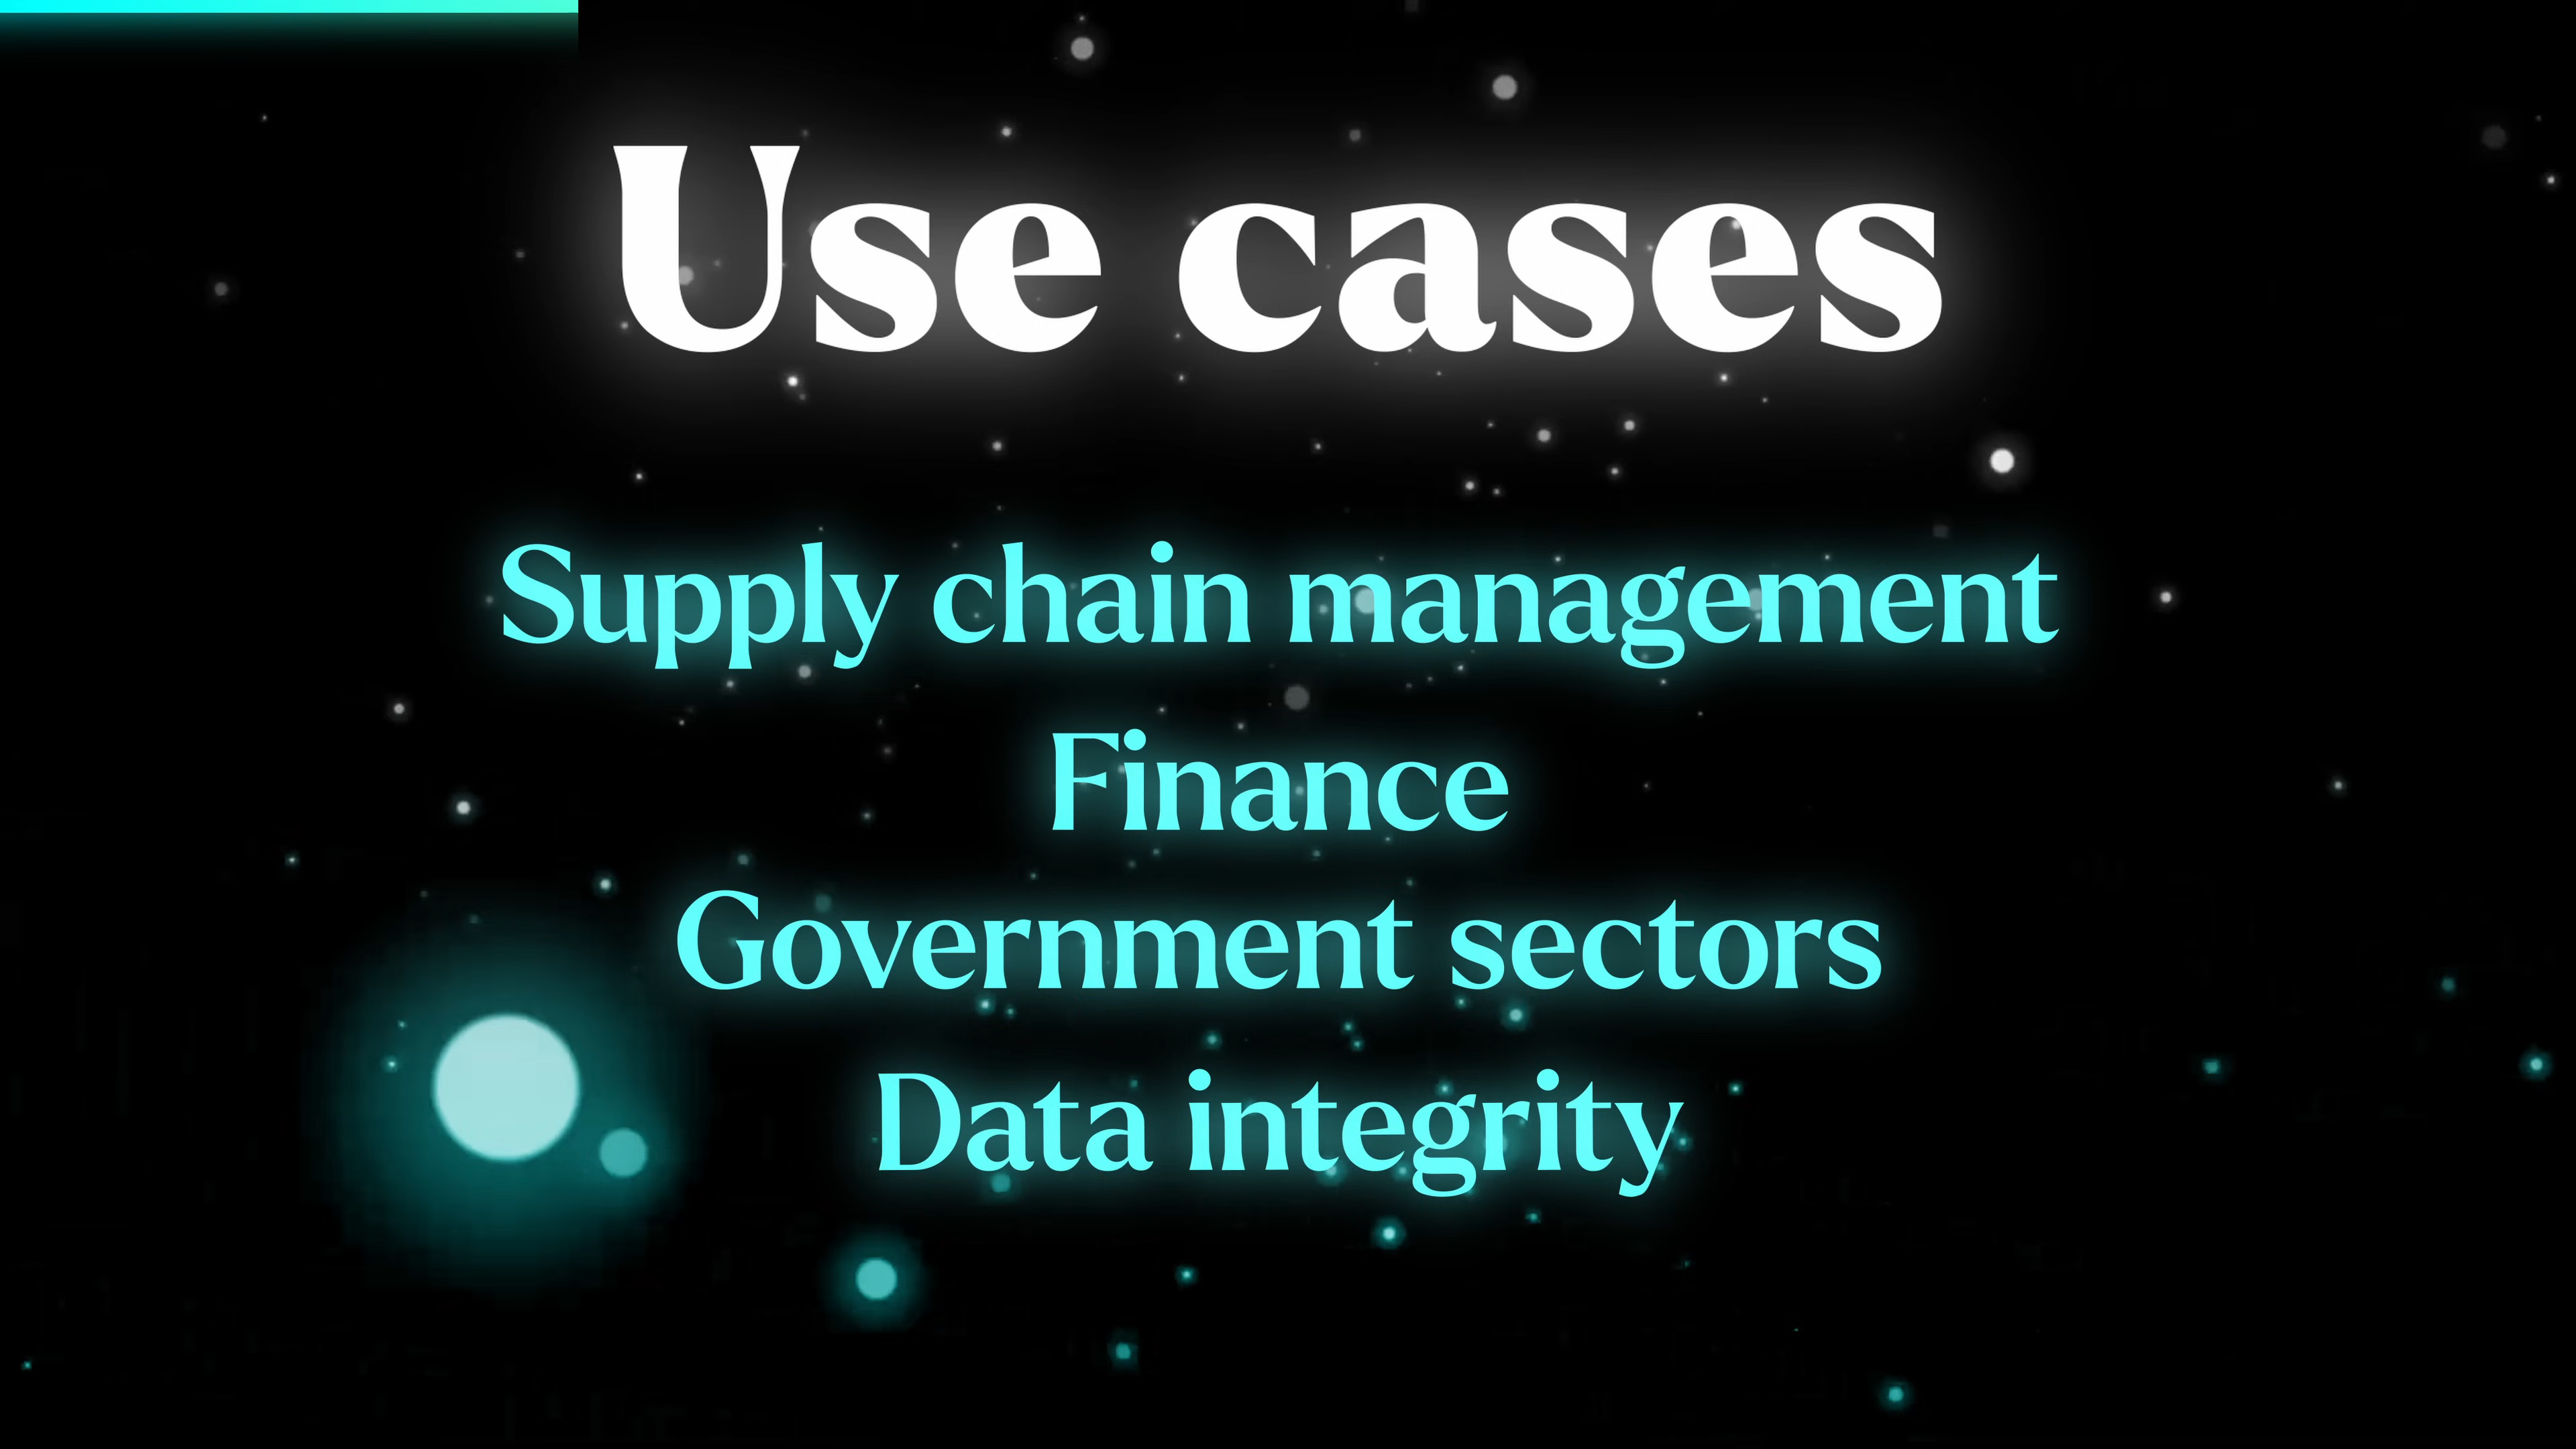 Use cases
Supply chain management
Finance
Government sectors
Data integrity